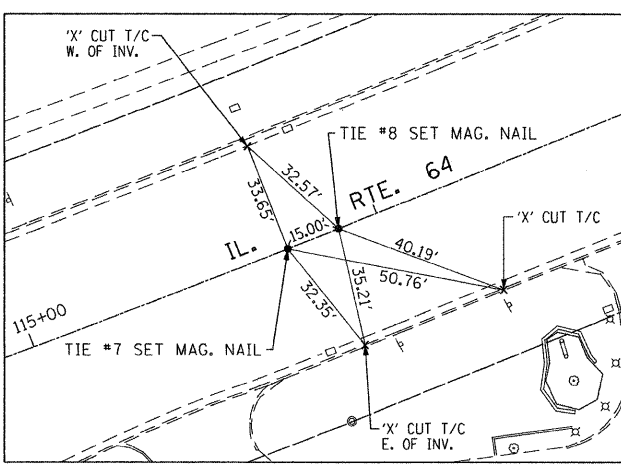 'X' CUT T/C
W. OF INV.
TIE #8 SET MAG. NAIL
32.57'
33.65'
IL. RTE. 64
15.00'
'X' CUT T/C
40.19'
50.76'
35.21'
32.35'
115+00
TIE #7 SET MAG. NAIL
'X' CUT T/C
E. OF INV.